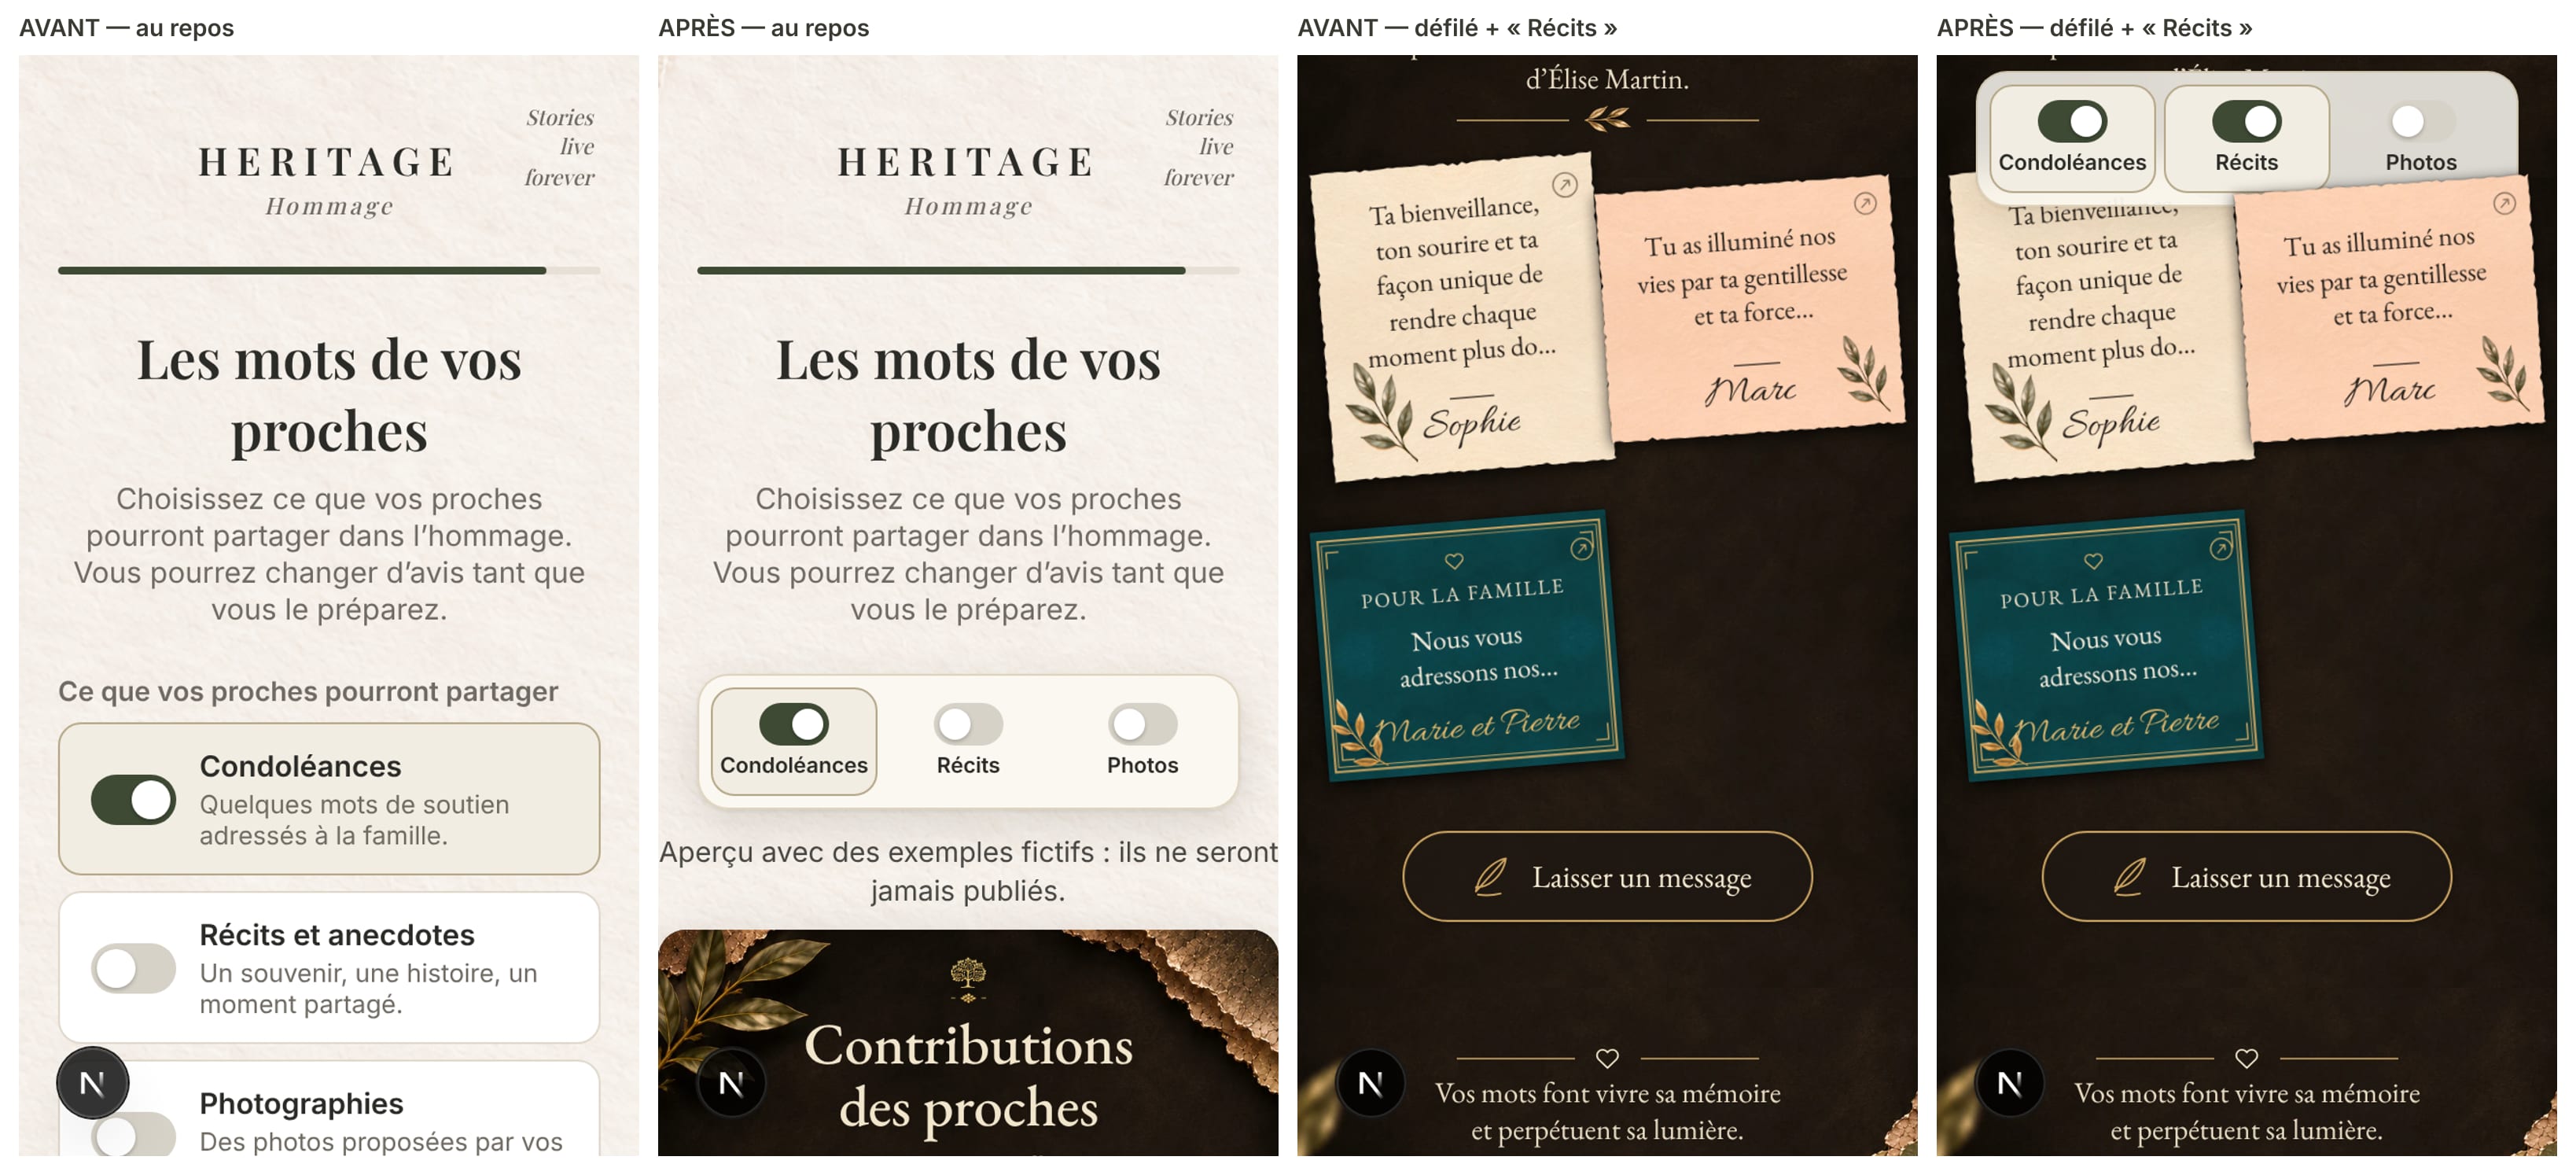 AVANT — au repos
HERITAGE
Hommage
Stories
live
forever
Les mots de vos
proches
Choisissez ce que vos proches
pourront partager dans l’hommage.
Vous pourrez changer d’avis tant que
vous le préparez.
Ce que vos proches pourront partager
Condoléances
Quelques mots de soutien
adressés à la famille.
Récits et anecdotes
Un souvenir, une histoire, un
moment partagé.
N
Photographies
Des photos proposées par vos
APRÈS — au repos
HERITAGE
Hommage
Stories
live
forever
Les mots de vos
proches
Choisissez ce que vos proches
pourront partager dans l’hommage.
Vous pourrez changer d’avis tant que
vous le préparez.
Condoléances
Récits
Photos
Aperçu avec des exemples fictifs : ils ne seront
jamais publiés.
Contributions
des proches
N
AVANT — défilé + « Récits »
d’Élise Martin.
Ta bienveillance,
ton sourire et ta
façon unique de
rendre chaque
moment plus do...
Sophie
Tu as illuminé nos
vies par ta gentillesse
et ta force...
Marc
POUR LA FAMILLE
Nous vous
adressons nos...
Marie et Pierre
Laisser un message
N
Vos mots font vivre sa mémoire
et perpétuent sa lumière.
APRÈS — défilé + « Récits »
Condoléances
Récits
Photos
Ta bienveillance,
ton sourire et ta
façon unique de
rendre chaque
moment plus do...
Sophie
Tu as illuminé nos
vies par ta gentillesse
et ta force...
Marc
POUR LA FAMILLE
Nous vous
adressons nos...
Marie et Pierre
Laisser un message
N
Vos mots font vivre sa mémoire
et perpétuent sa lumière.